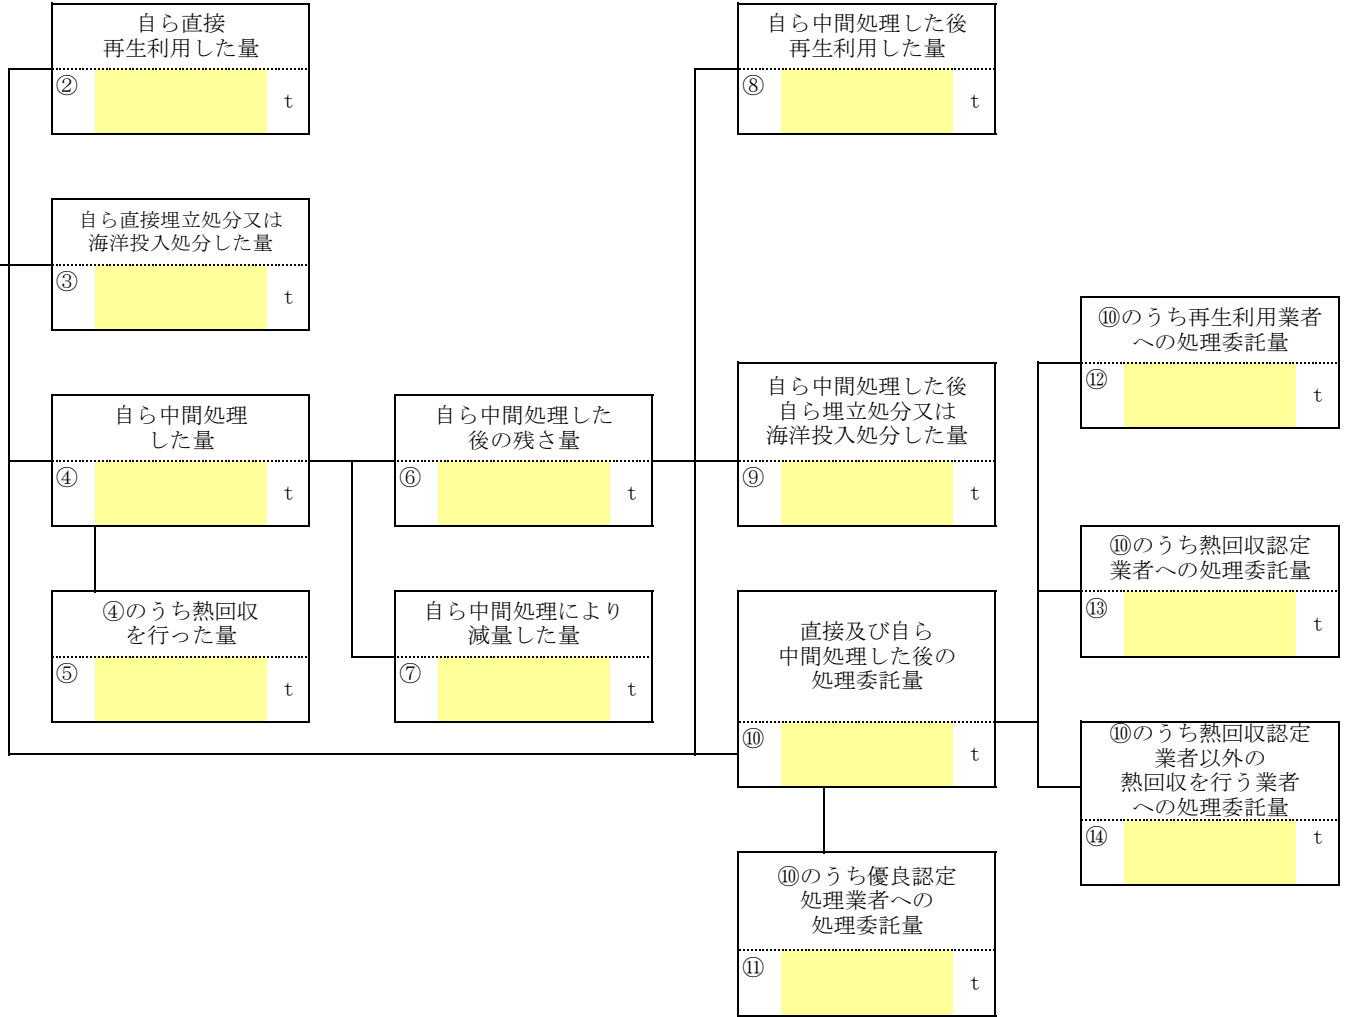 自ら直接
再生利用した量
②
t
自ら直接埋立処分又は
海洋投入処分した量
③
t
自ら中間処理
した量
④
t
④のうち熱回収
を行った量
⑤
t
自ら中間処理した
後の残さ量
⑥
t
自ら中間処理により
減量した量
⑦
t
自ら中間処理した後
再生利用した量
⑧
t
自ら中間処理した後
自ら埋立処分又は
海洋投入処分した量
⑨
t
直接及び自ら
中間処理した後の
処理委託量
⑩
t
⑩のうち優良認定
処理業者への
処理委託量
⑪
t
⑩のうち再生利用業者
への処理委託量
⑫
t
⑩のうち熱回収認定
業者への処理委託量
⑬
t
⑩のうち熱回収認定
業者以外の
熱回収を行う業者
への処理委託量
⑭
t